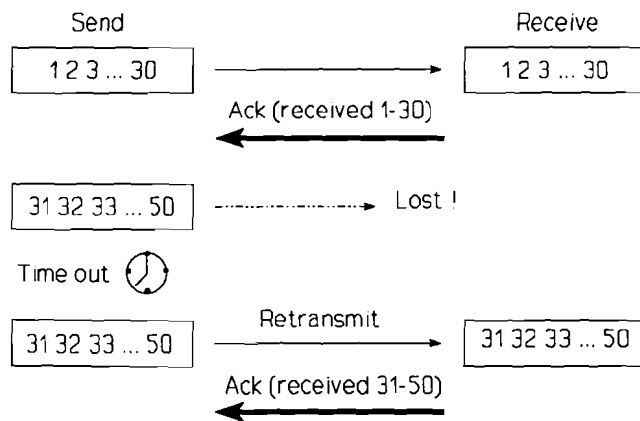 Send
Receive
1 2 3 ... 30
1 2 3 ... 30
Ack (received 1-30)
31 32 33 ... 50
Lost !
Time out
Retransmit
31 32 33 ... 50
31 32 33 ... 50
Ack (received 31-50)